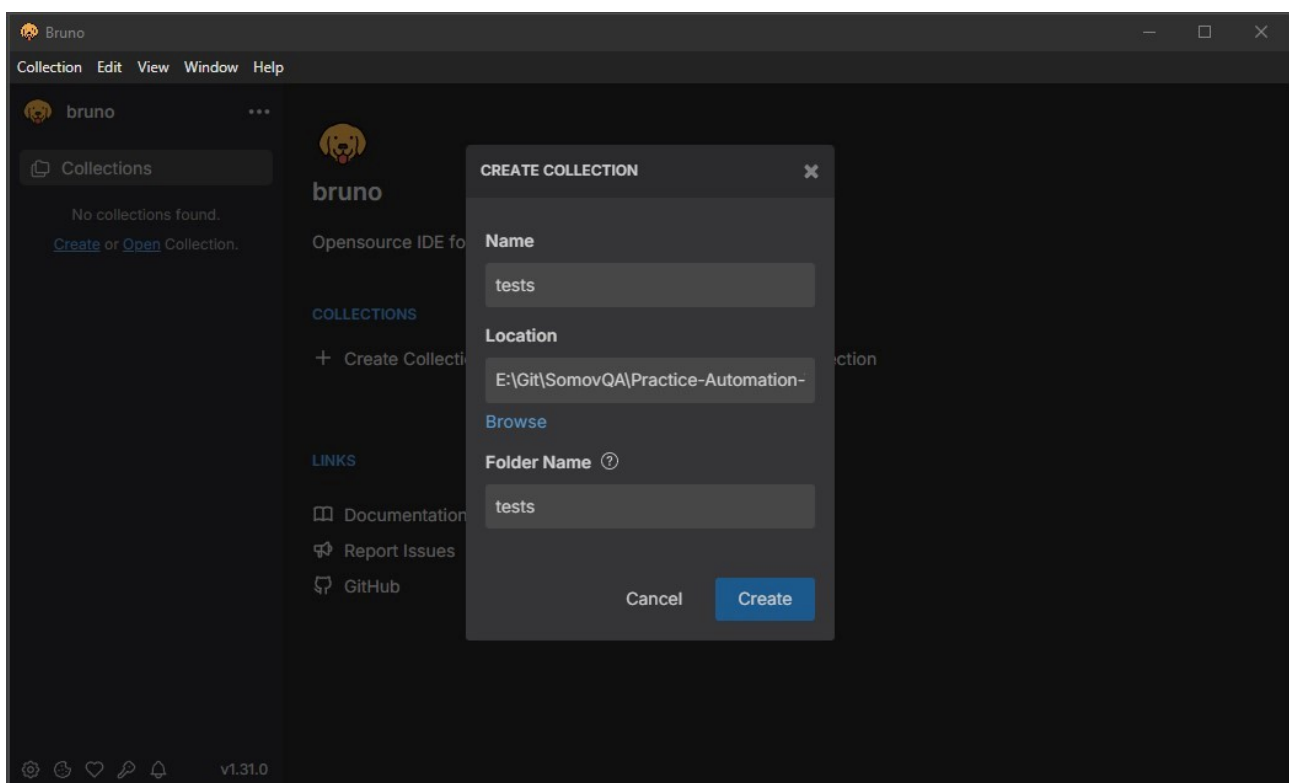 Bruno
Collection Edit View Window Help
bruno
Collections
No collections found.
Create or Open Collection.
v1.31.0
bruno
Opensource IDE fo
COLLECTIONS
+ Create Collecti
ction
LINKS
Documentation
Report Issues
GitHub
CREATE COLLECTION
Name
tests
Location
E:\Git\SomovQA\Practice-Automation-
Browse
Folder Name ?
tests
Cancel Create